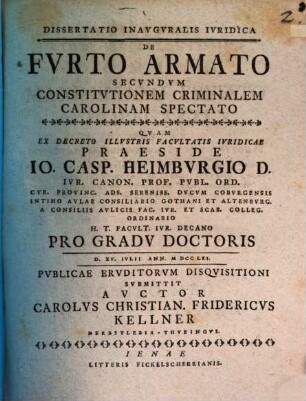 2
DISSERTATIO INAVGVRALIS IVRIDICA
DE
FVRTO ARMATO
SECVNDVM
CONSTITVTIONEM CRIMINALEM
CAROLINAM SPECTATO
QVAM
EX DECRETO ILLVSTRIS FACVLTATIS IVRIDICAE
PRAESIDE
IO. CASP. HEIMBVRGIO D.
IVR. CANON. PROF. PVBL. ORD.
CVR. PROVINC. ADS. SERENISS. DVCVM COBVRGENSIS
INTIMO AVLAE CONSILIARIO GOTHANI ET ALTENBVRG.
A CONSILIIS AVLICIS FAC. IVR. ET SCAB. COLLEG.
ORDINARIO
H. T. FACVLT. IVR. DECANO
PRO GRADV DOCTORIS
D. XV. IVLII ANN. M DCC LXI.
PVBLICAE ERVDITORVM DISQVISITIONI
SVBMITTIT
AVCTOR
CAROLVS CHRISTIAN. FRIDERICVS
KELLNER
HERBSTLEBIA-THVRINGVS.
IENAE
LITTERIS FICKELSCHERRIANIS.